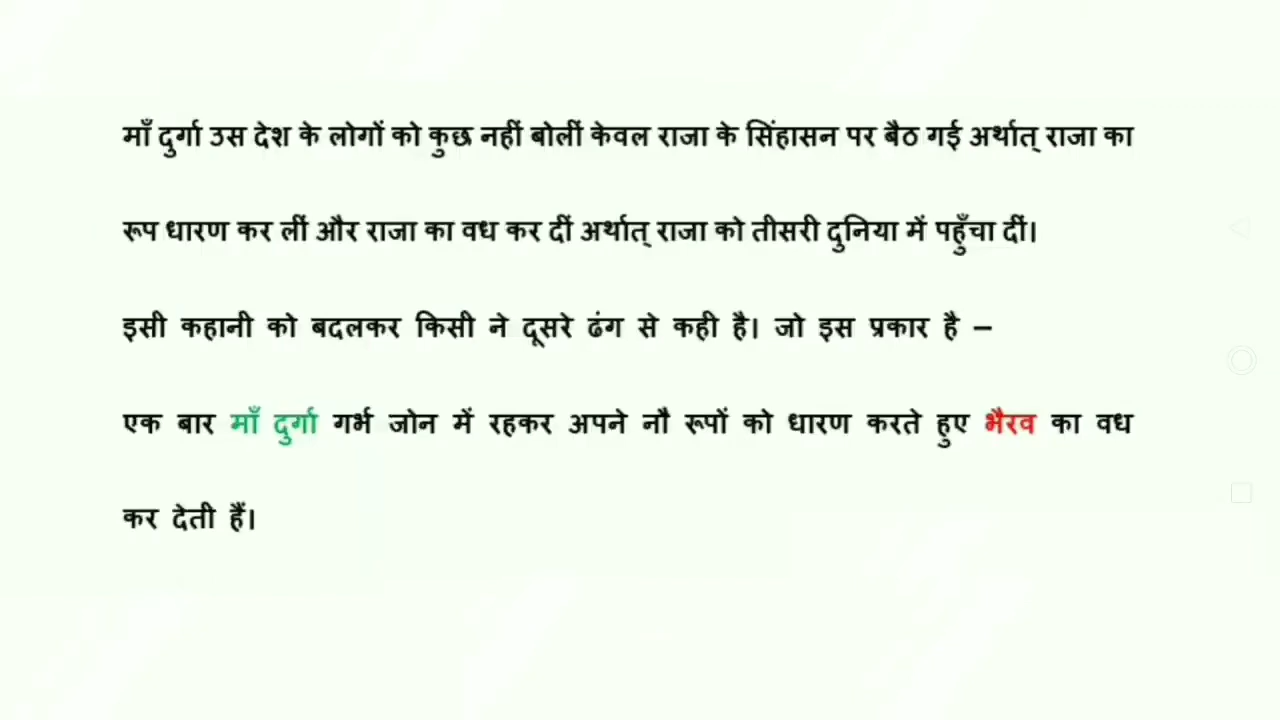 माँ दुर्गा उस देश के लोगों को कुछ नहीं बोलीं केवल राजा के सिंहासन पर बैठ गई अर्थात् राजा का
रूप धारण कर लीं और राजा का वध कर दीं अर्थात् राजा को तीसरी दुनिया में पहुँचा दीं।
इसी कहानी को बदलकर किसी ने दूसरे ढंग से कही है। जो इस प्रकार है –
एक बार माँ दुर्गा गर्भ जोन में रहकर अपने नौ रूपों को धारण करते हुए भैरव का वध
कर देती हैं।